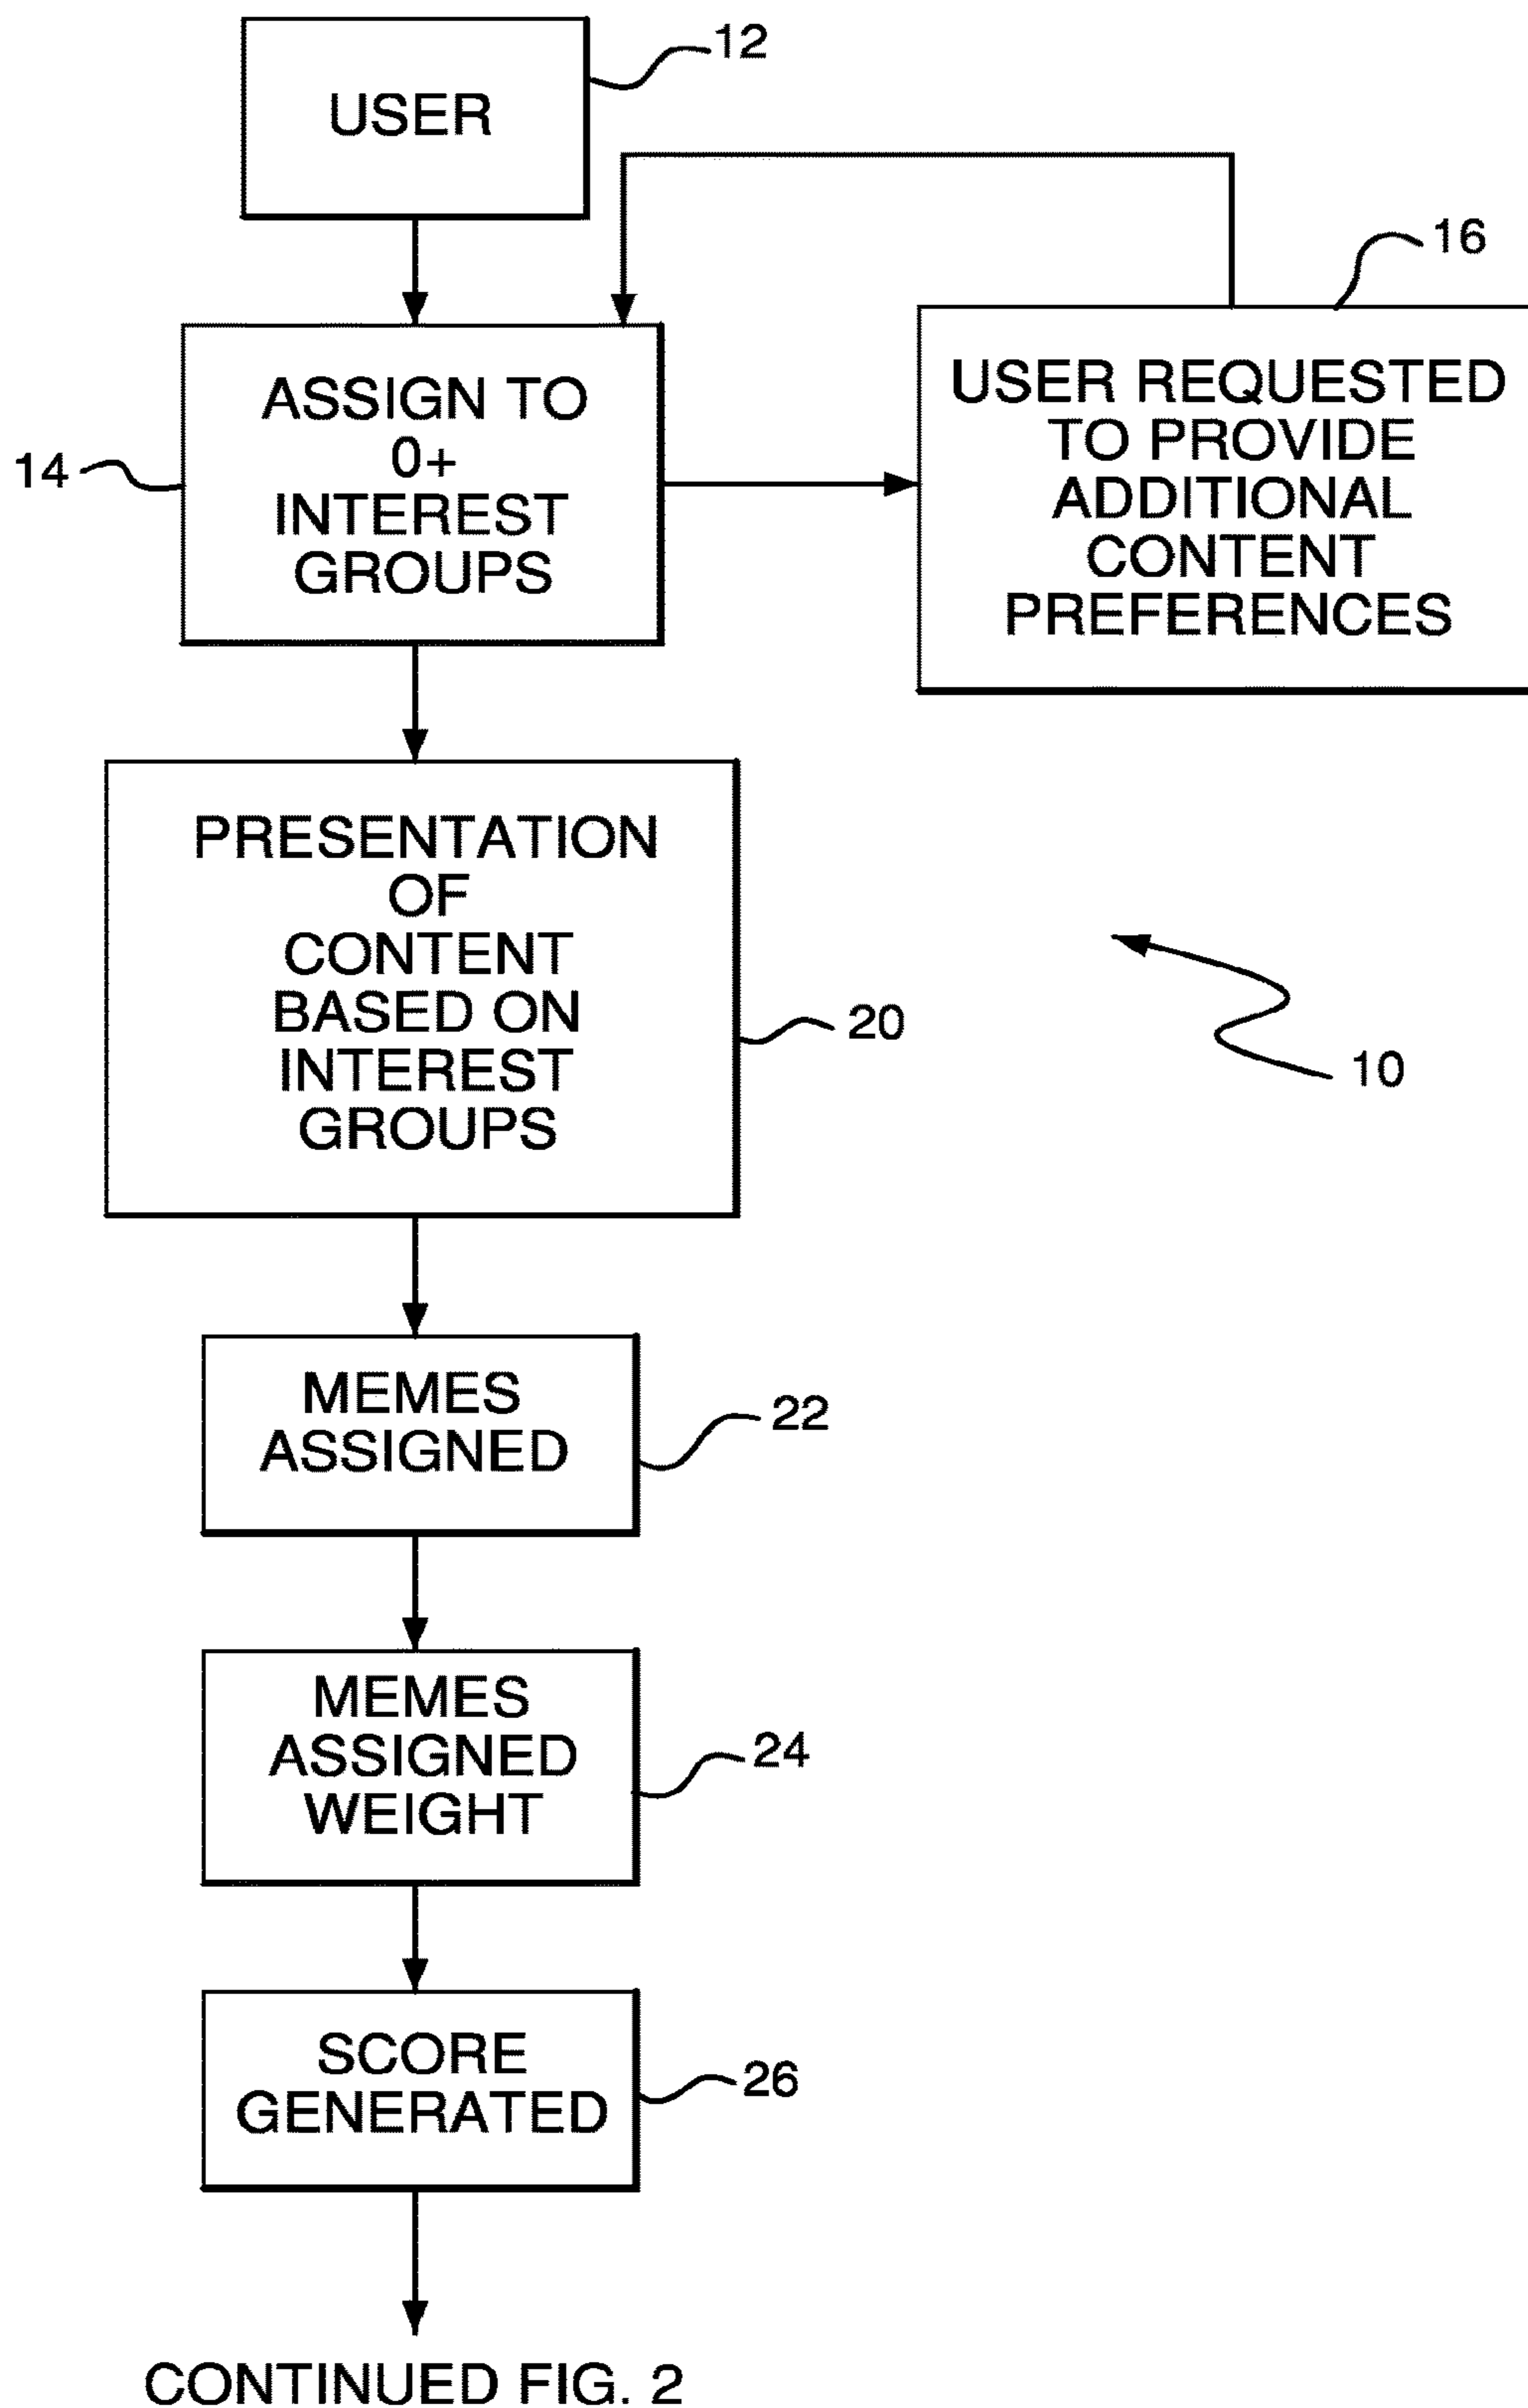 12
USER
16
ASSIGN TO
0+
INTEREST
GROUPS
14
USER REQUESTED
TO PROVIDE
ADDITIONAL
CONTENT
PREFERENCES
PRESENTATION
OF
CONTENT
BASED ON
INTEREST
GROUPS
20
10
MEMES
ASSIGNED
22
MEMES
ASSIGNED
WEIGHT
24
SCORE
GENERATED
26
CONTINUED FIG. 2